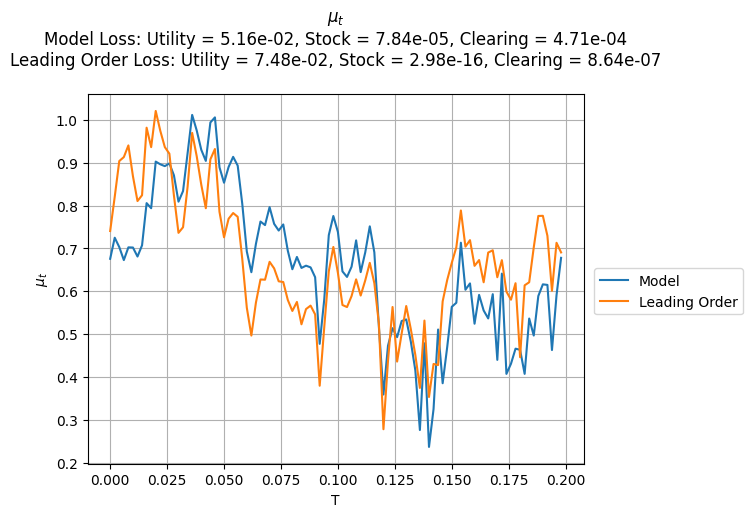 μt
Model Loss: Utility = 5.16e-02, Stock = 7.84e-05, Clearing = 4.71e-04
Leading Order Loss: Utility = 7.48e-02, Stock = 2.98e-16, Clearing = 8.64e-07
1.0
0.9
0.8
0.7
0.6
0.5
0.4
0.3
0.2
μt
0.000 0.025 0.050 0.075 0.100 0.125 0.150 0.175 0.200
T
Model
Leading Order